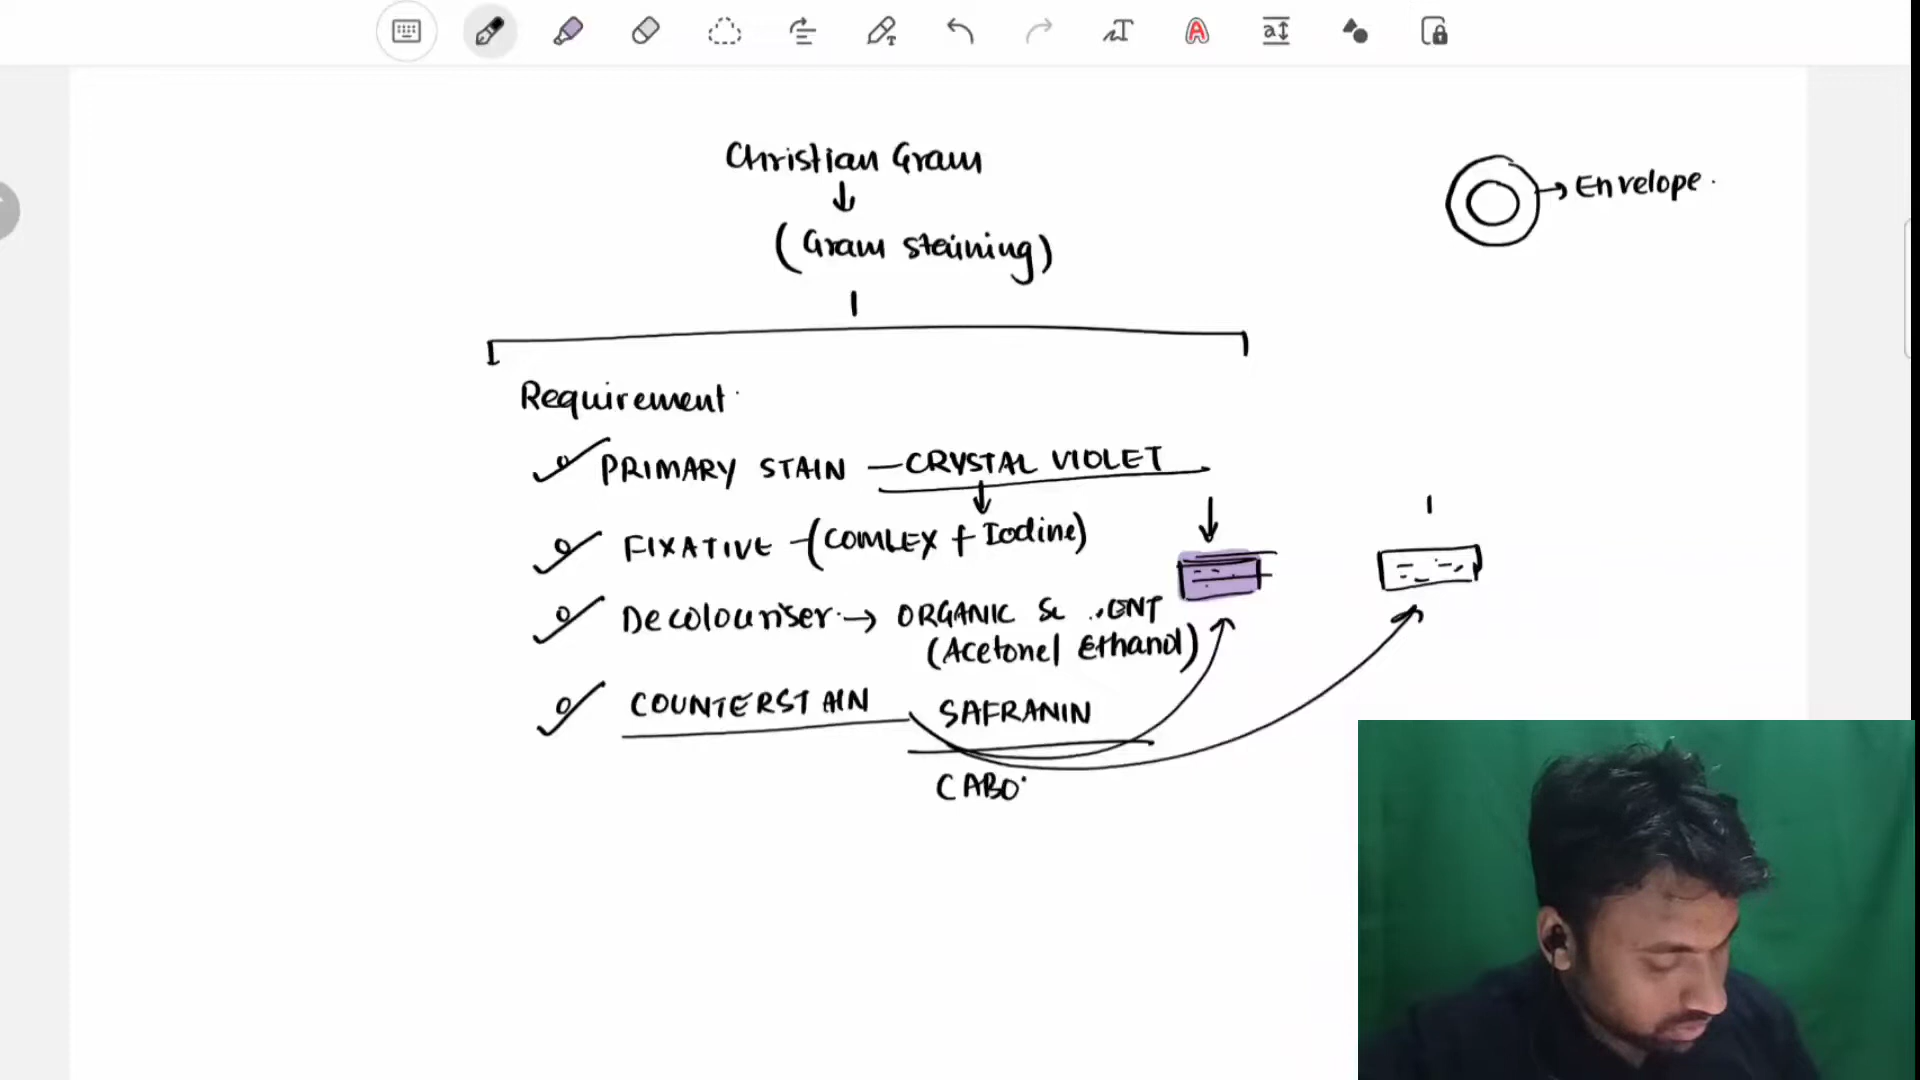 Christian Gram
(Gram staining)
Envelope.
Requirement
PRIMARY STAIN - CRYSTAL VIOLET
FIXATIVE - (COMLEX + Iodine)
Decolouriser → ORGANIC
(Acetone/ Ethanol)
COUNTERSTAIN SAFRANIN
CABO